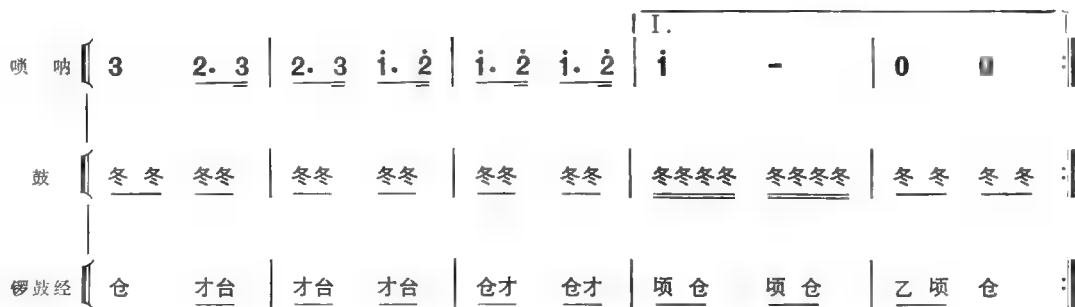 I.
唢呐 3 2. 3 | 2. 3 i. 2̇ | i. 2̇ i. 2̇ | i - | 0 :|
鼓 冬 冬 冬冬 | 冬冬 冬冬 | 冬冬 冬冬 | 冬冬冬冬 冬冬冬冬 | 冬 冬 冬 冬 :|
锣鼓经 仓 才台 | 才台 才台 | 仓才 仓才 | 顷 仓 顷 仓 | 乙 顷 仓 :|